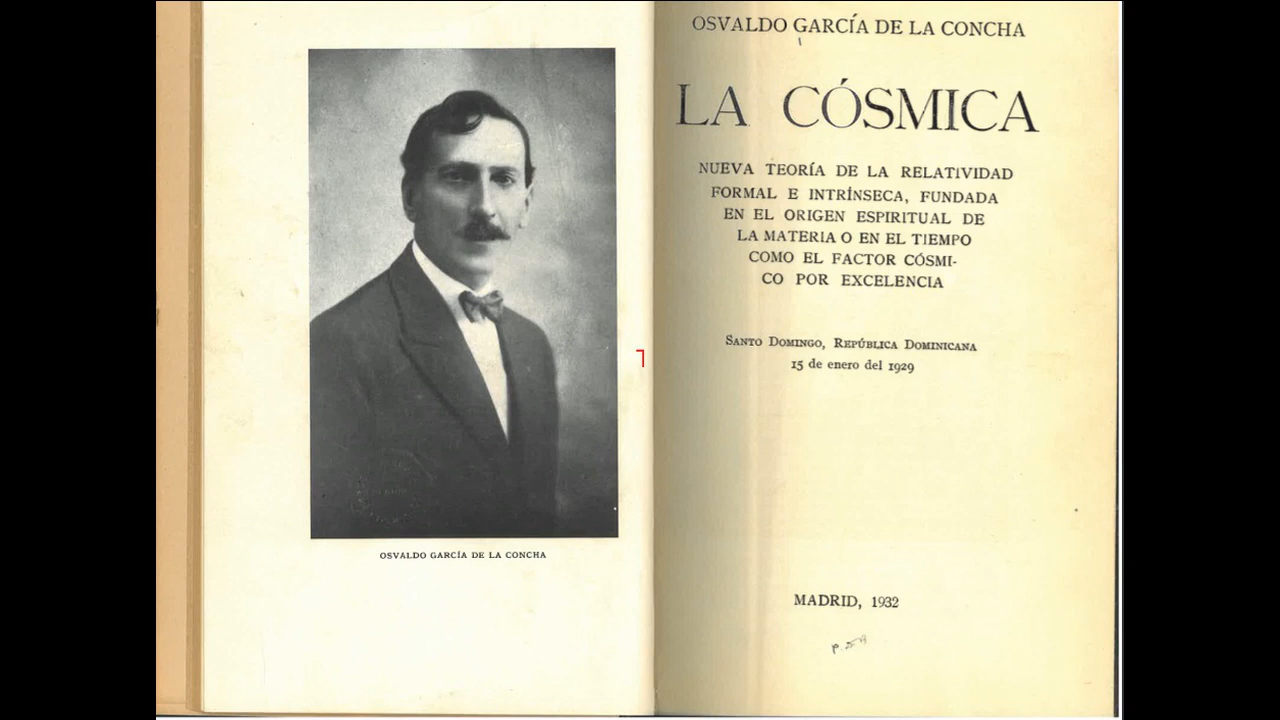 OSVALDO GARCÍA DE LA CONCHA
OSVALDO GARCÍA DE LA CONCHA
LA CÓSMICA
NUEVA TEORÍA DE LA RELATIVIDAD
FORMAL E INTRÍNSECA, FUNDADA
EN EL ORIGEN ESPIRITUAL DE
LA MATERIA O EN EL TIEMPO
COMO EL FACTOR CÓSMI-
CO POR EXCELENCIA
SANTO DOMINGO, REPÚBLICA DOMINICANA
15 de enero del 1929
MADRID, 1932